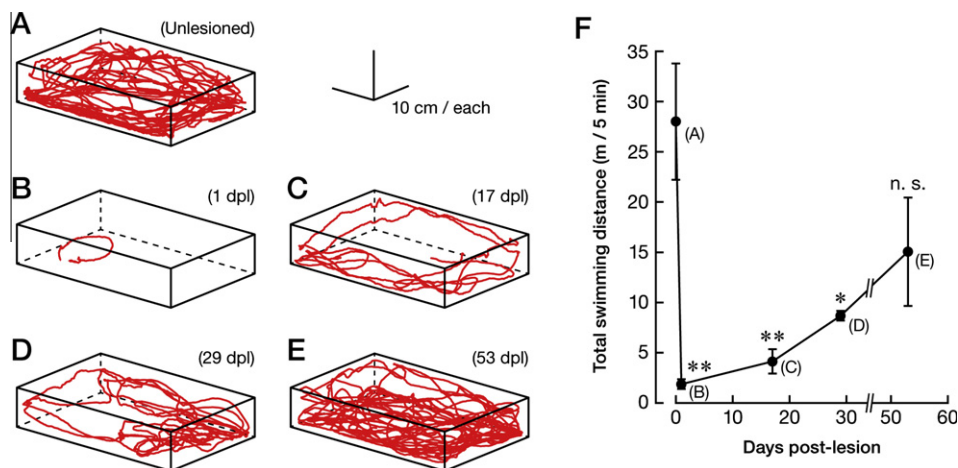 A
(Unlesioned)
10 cm / each
B
(1 dpl)
C
(17 dpl)
D
(29 dpl)
E
(53 dpl)
F
Total swimming distance (m / 5 min)
35
30
25
20
15
10
5
0
(A)
**
(B)
**
(C)
*
(D)
n. s.
(E)
0 10 20 30 50 60
Days post-lesion